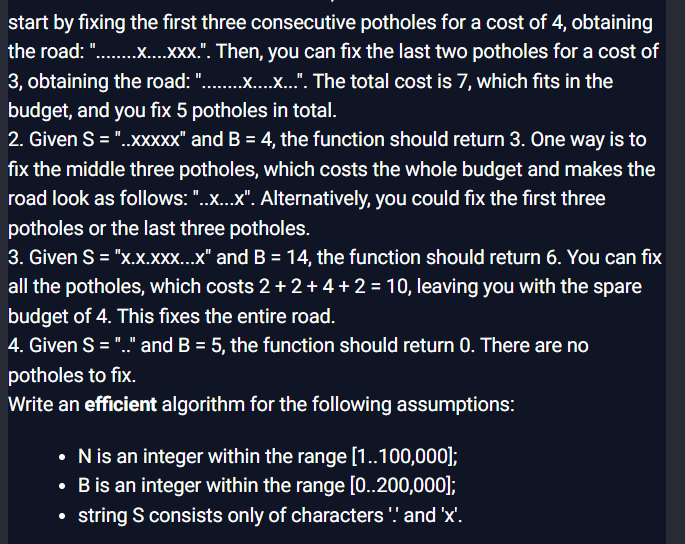 start by fixing the first three consecutive potholes for a cost of 4, obtaining
the road: "........x....xxx.". Then, you can fix the last two potholes for a cost of
3, obtaining the road: "........x....x...". The total cost is 7, which fits in the
budget, and you fix 5 potholes in total.
2. Given S = "..xxxxx" and B = 4, the function should return 3. One way is to
fix the middle three potholes, which costs the whole budget and makes the
road look as follows: "..x...x". Alternatively, you could fix the first three
potholes or the last three potholes.
3. Given S = "x.x.xxx...x" and B = 14, the function should return 6. You can fix
all the potholes, which costs 2 + 2 + 4 + 2 = 10, leaving you with the spare
budget of 4. This fixes the entire road.
4. Given S = ".." and B = 5, the function should return 0. There are no
potholes to fix.
Write an efficient algorithm for the following assumptions:
• N is an integer within the range [1..100,000];
• B is an integer within the range [0..200,000];
• string S consists only of characters '.' and 'x'.